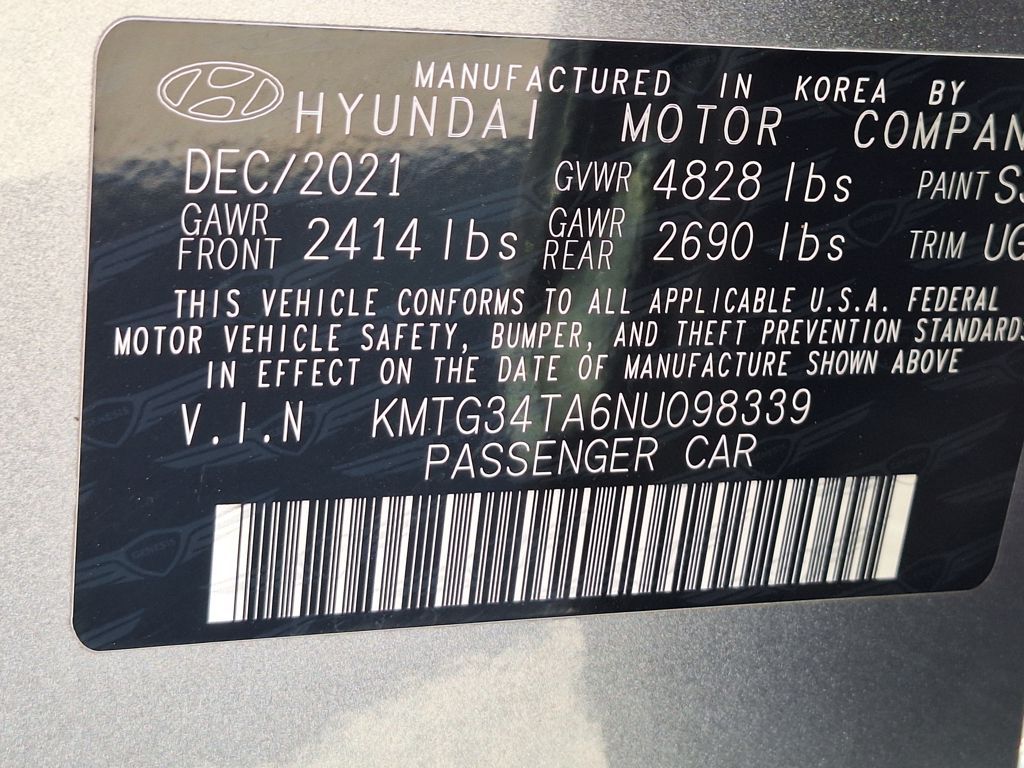 MANUFACTURED IN KOREA BY
HYUNDAI MOTOR
DEC/2021 GVWR 4828 lbs PAINT
GAWR FRONT 2414 lbs GAWR REAR 2690 lbs TRIM
THIS VEHICLE CONFORMS TO ALL APPLICABLE U.S.A. FEDERAL
MOTOR VEHICLE SAFETY, BUMPER, AND THEFT PREVENTION STANDARDS
IN EFFECT ON THE DATE OF MANUFACTURE SHOWN ABOVE
V.I.N KMTG34TA6NU098339
PASSENGER CAR